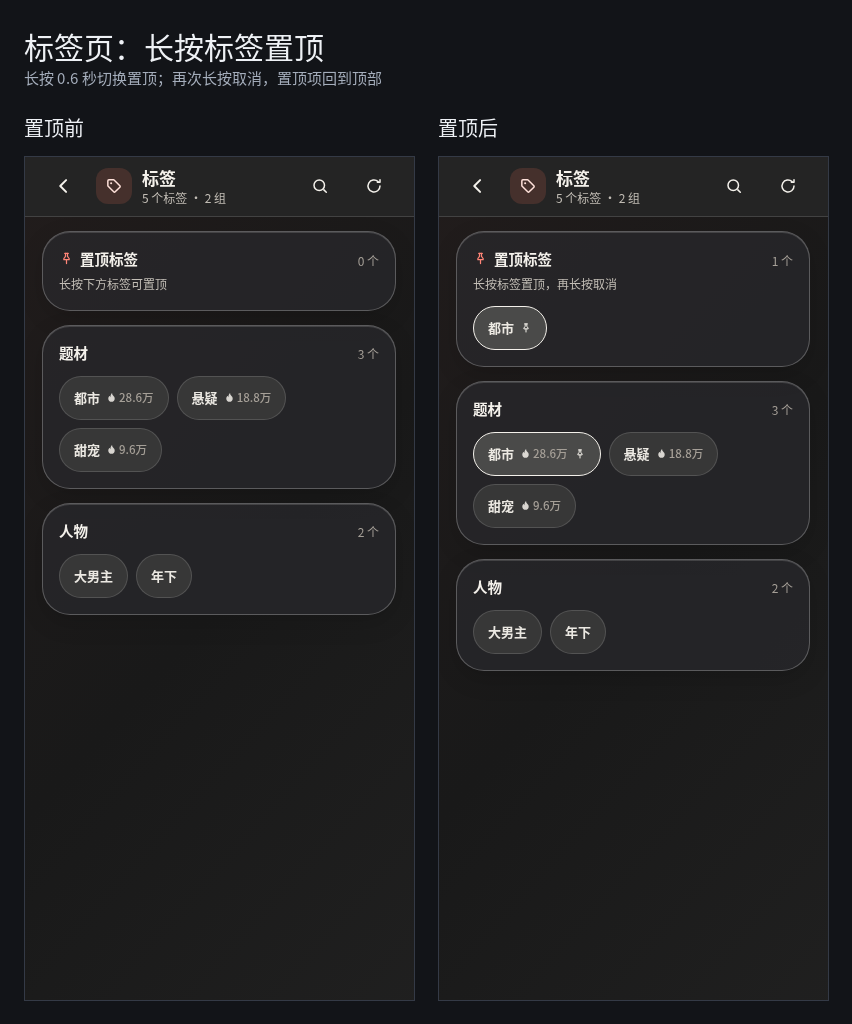 标签页：长按标签置顶
长按 0.6 秒切换置顶；再次长按取消，置顶项回到顶部
置顶前
标签
5 个标签 · 2 组
置顶标签
0 个
长按下方标签可置顶
题材
3 个
都市 28.6万
悬疑 18.8万
甜宠 9.6万
人物
2 个
大男主
年下
置顶后
标签
5 个标签 · 2 组
置顶标签
1 个
长按标签置顶，再长按取消
都市
题材
3 个
都市 28.6万
悬疑 18.8万
甜宠 9.6万
人物
2 个
大男主
年下